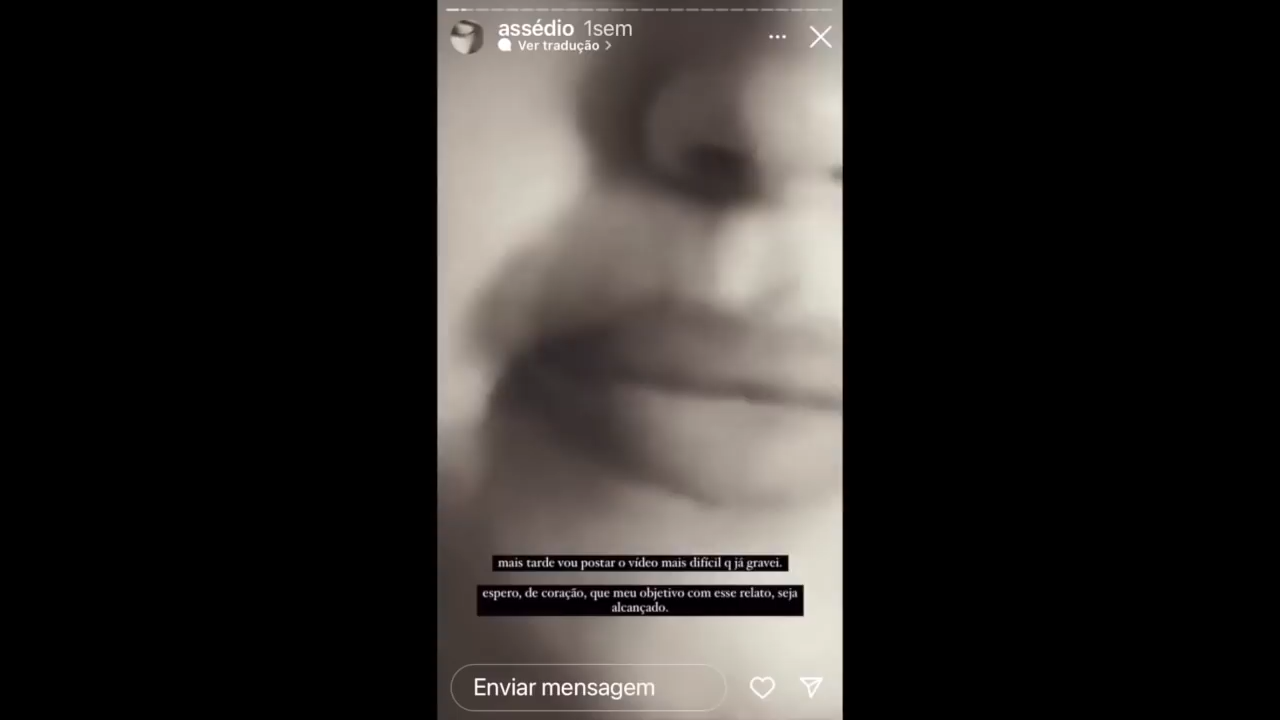 assédio 1sem
Ver tradução
mais tarde vou postar o vídeo mais difícil q já gravei.
espero, de coração, que meu objetivo com esse relato, seja
alcançado.
Enviar mensagem